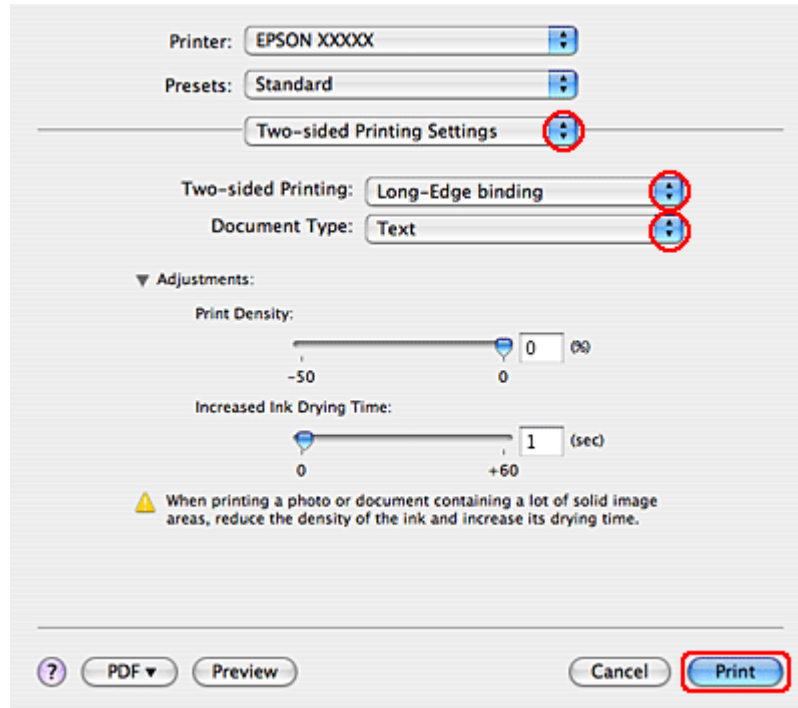 Printer: EPSON XXXXX
Presets: Standard
Two-sided Printing Settings
Two-sided Printing: Long-Edge binding
Document Type: Text
Adjustments:
Print Density:
0 (%)
-50 0
Increased Ink Drying Time:
1 (sec)
0 +60
When printing a photo or document containing a lot of solid image
areas, reduce the density of the ink and increase its drying time.
? PDF Preview Cancel Print